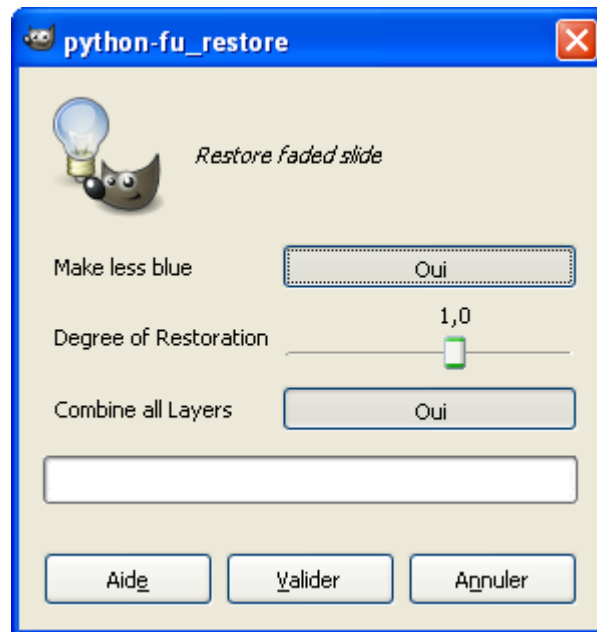 python-fu_restore
Restore faded slide
Make less blue Oui
1,0
Degree of Restoration
Combine all Layers Oui
Aide Valider Annuler